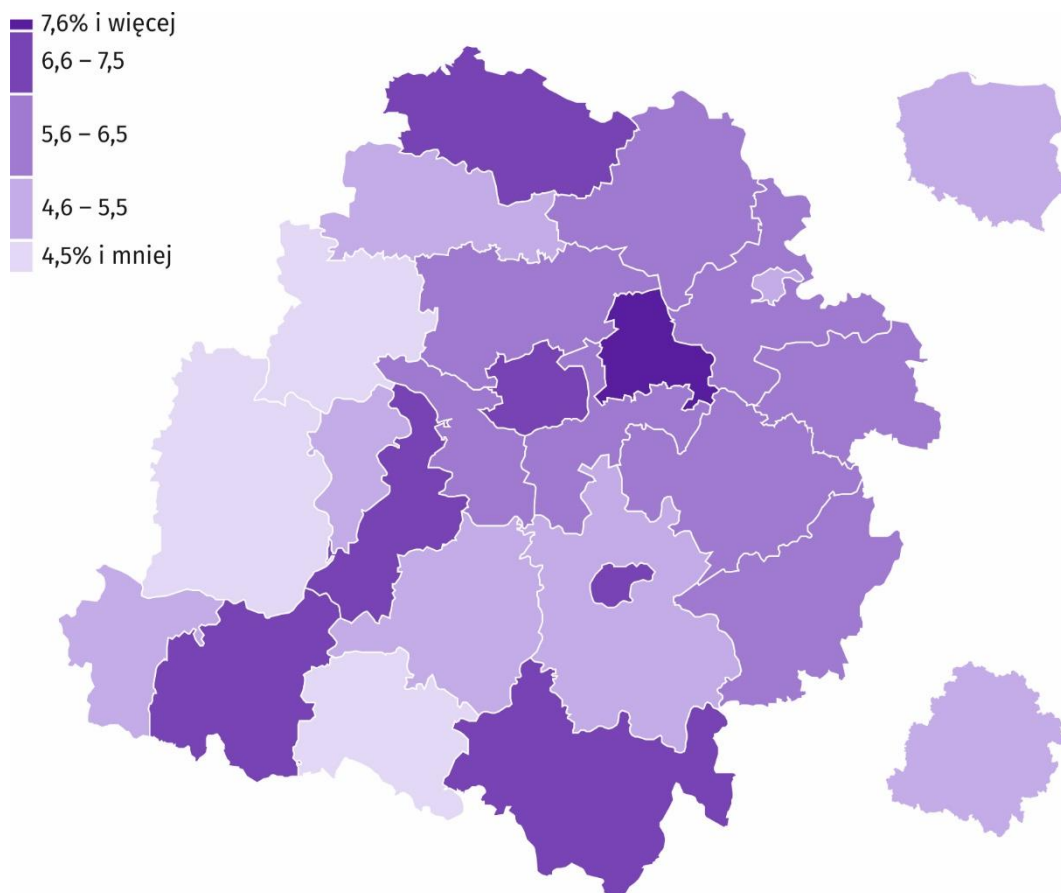 7,6% i więcej
6,6 – 7,5
5,6 – 6,5
4,6 – 5,5
4,5% i mniej